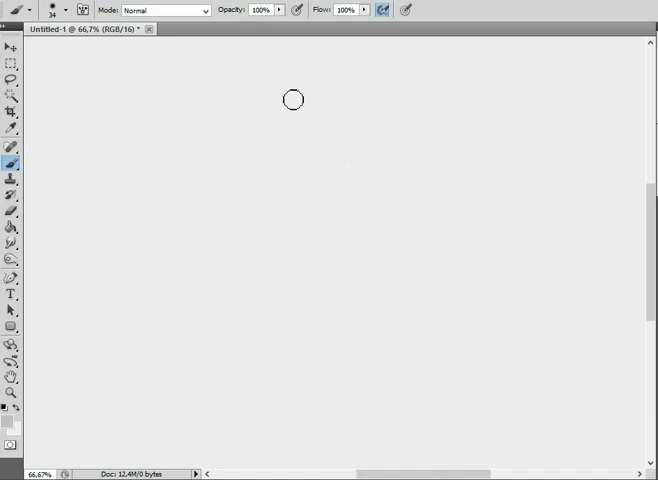 34 Mode: Normal Opacity: 100% Flow: 100%
Untitled-1 @ 66,7% (RGB/16) *
T
66,67% Doc: 12,4M/0 bytes